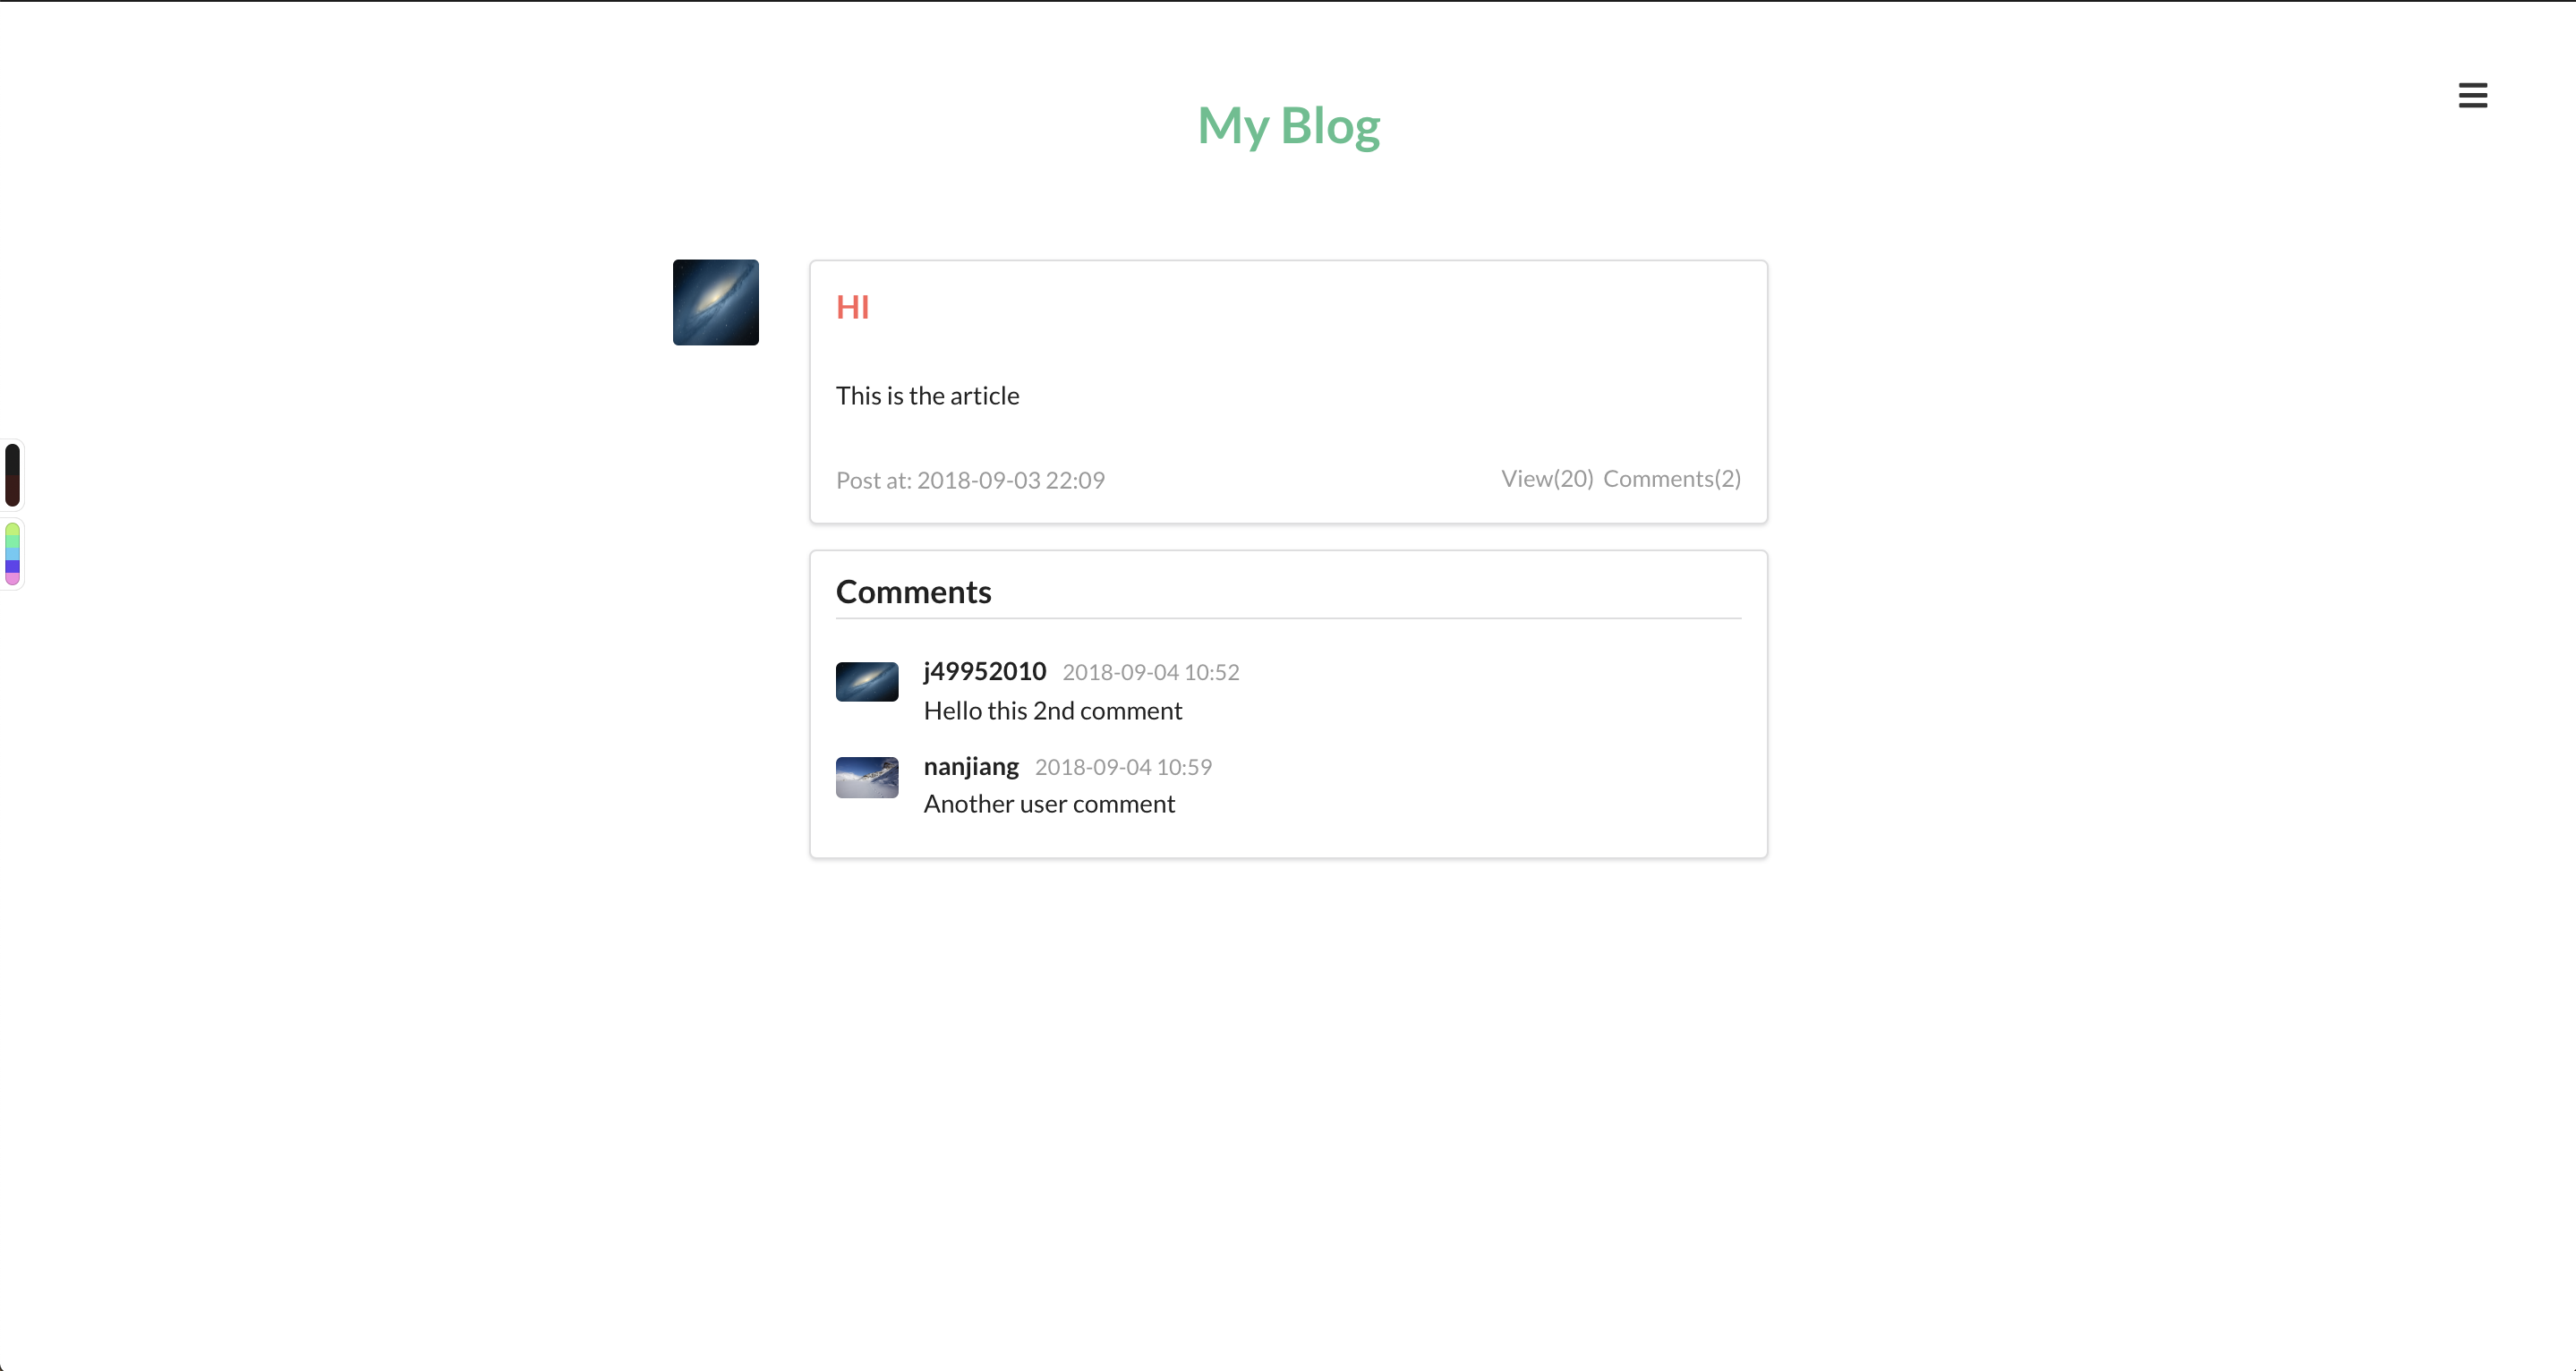 My Blog
HI
This is the article
Post at: 2018-09-03 22:09 View(20) Comments(2)
Comments
j49952010 2018-09-04 10:52
Hello this 2nd comment
nanjiang 2018-09-04 10:59
Another user comment